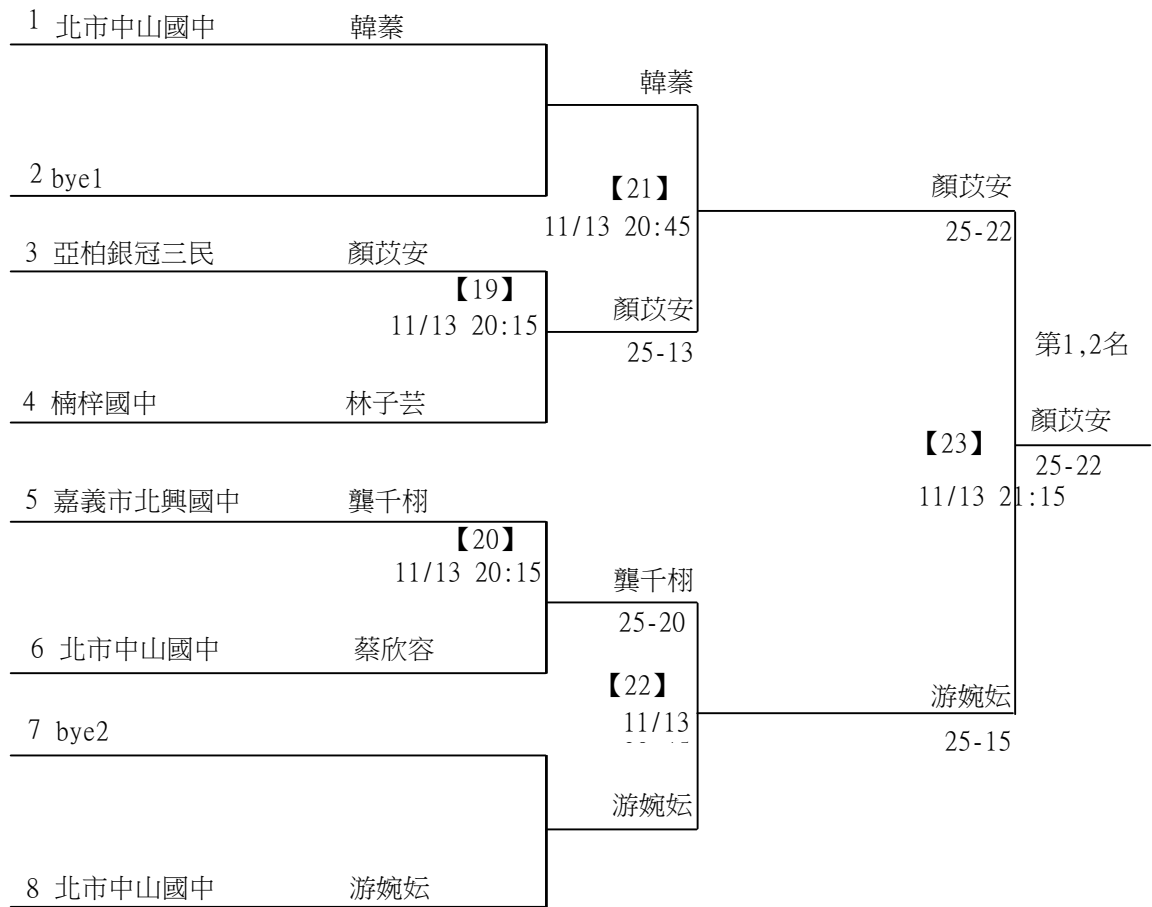 1 北市中山國中 韓蓁
韓蓁
2 bye1
【21】
顏苡安
11/13 20:45
25-22
3 亞柏銀冠三民 顏苡安
【19】
11/13 20:15
顏苡安
25-13
第1,2名
4 楠梓國中 林子芸
顏苡安
【23】
25-22
11/13 21:15
5 嘉義市北興國中 龔千栩
【20】
11/13 20:15
龔千栩
25-20
6 北市中山國中 蔡欣容
【22】
游婉妘
11/13
7 bye2
25-15
游婉妘
8 北市中山國中 游婉妘